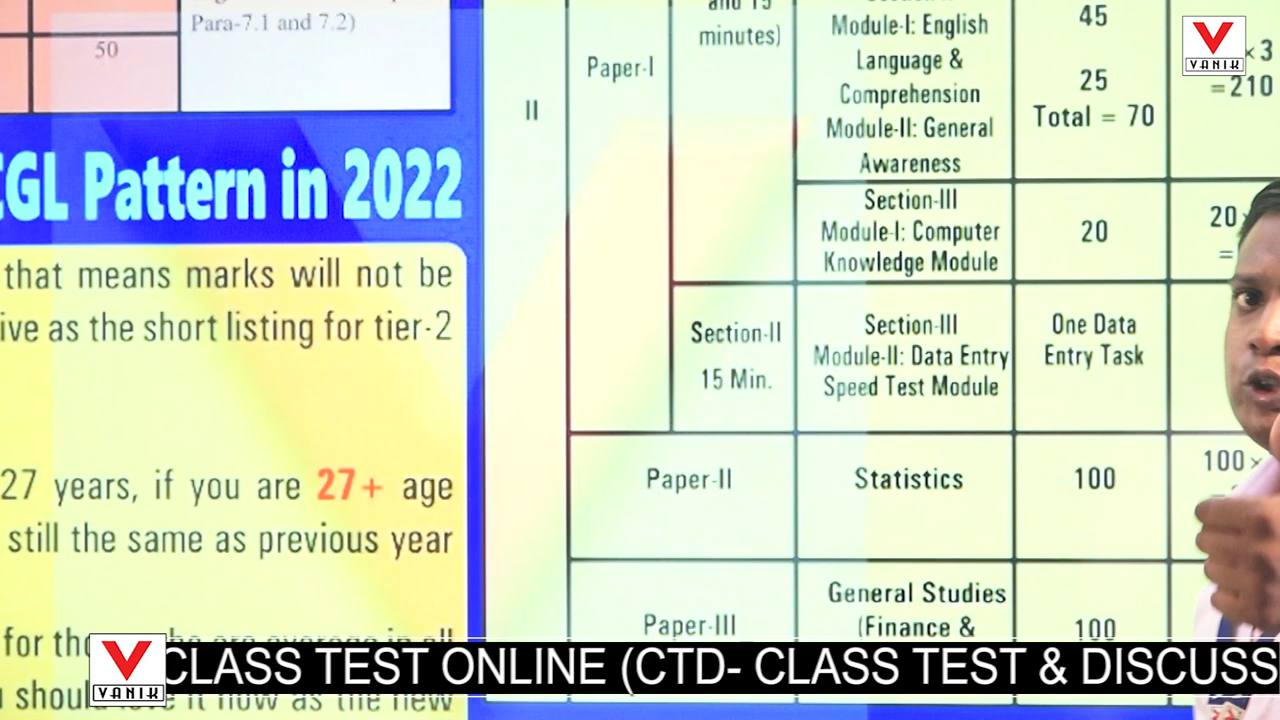 Para-7.1 and 7.2)
50
CGL Pattern in 2022
that means marks will not be
ive as the short listing for tier-2
27 years, if you are 27+ age
still the same as previous year
for
II
Paper-I
and 15
minutes)
Module-I: English
Language &
Comprehension
Module-II: General
Awareness
45
25
Total = 70
×3
=210
Section-III
Module-I: Computer
Knowledge Module
20
20
=
Section-II
15 Min.
Section-III
Module-II: Data Entry
Speed Test Module
One Data
Entry Task
Paper-II
Statistics
100
100×
Paper-III
General Studies
(Finance &
100
VANIK
VANIK
CLASS TEST ONLINE (CTD- CLASS TEST & DISCUSS